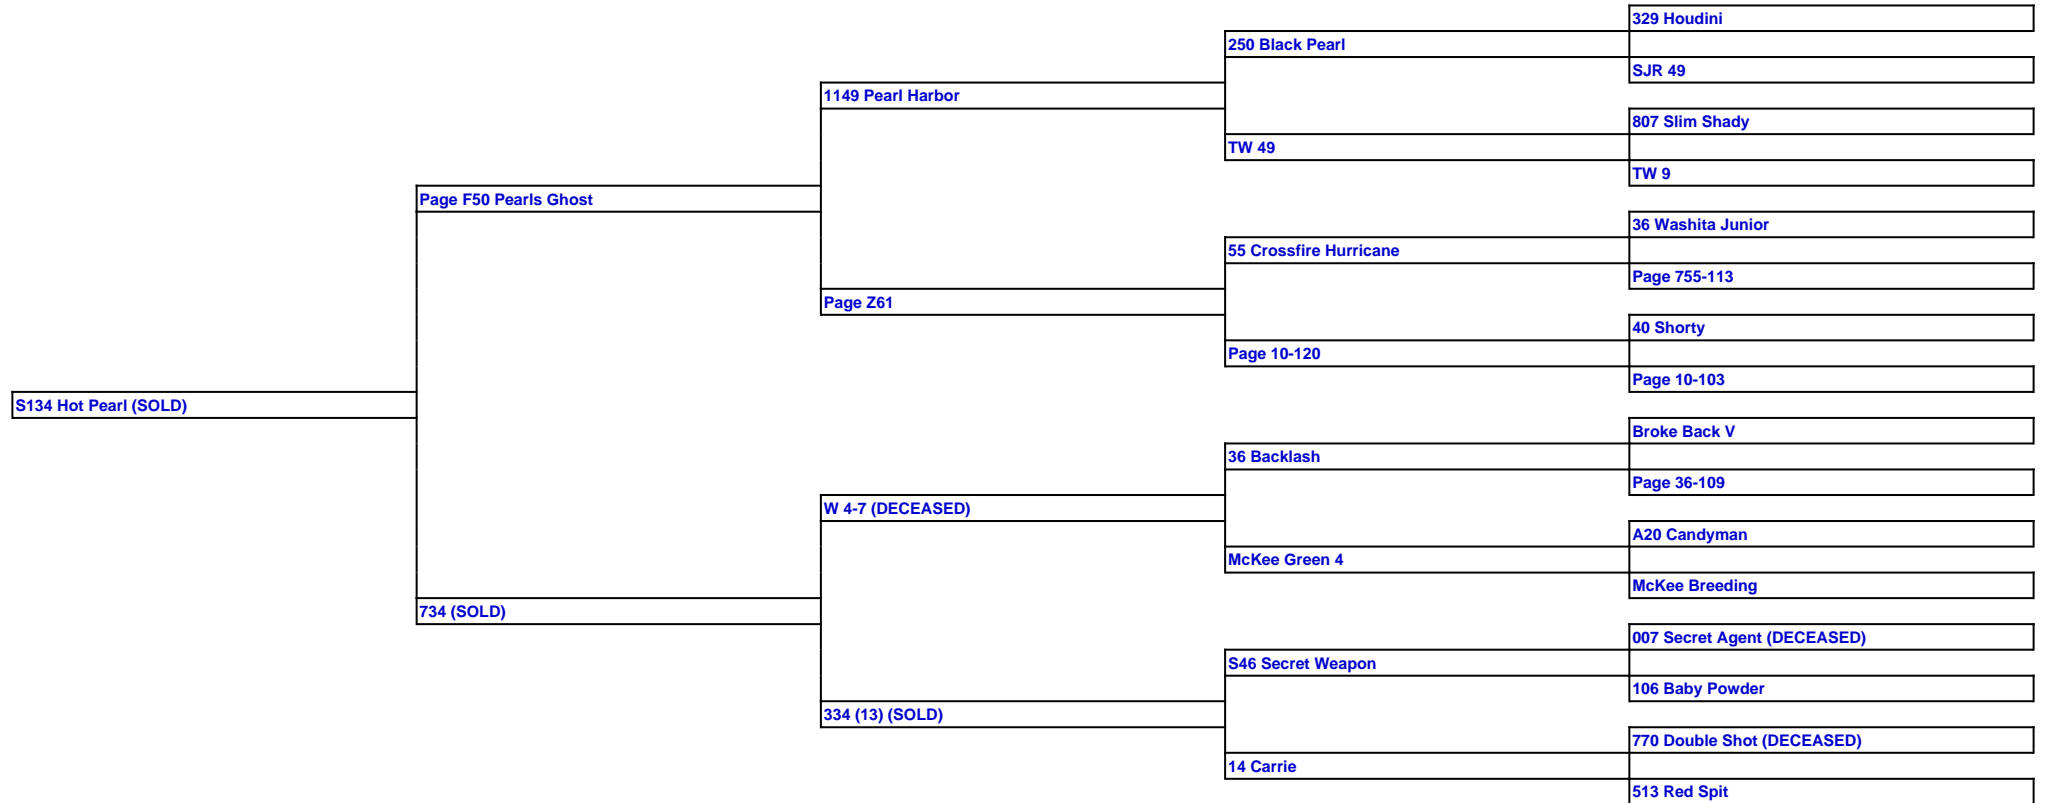 329 Houdini
250 Black Pearl
SJR 49
1149 Pearl Harbor
807 Slim Shady
TW 49
TW 9
Page F50 Pearls Ghost
36 Washita Junior
55 Crossfire Hurricane
Page 755-113
Page Z61
40 Shorty
Page 10-120
Page 10-103
S134 Hot Pearl (SOLD)
Broke Back V
36 Backlash
Page 36-109
W 4-7 (DECEASED)
A20 Candyman
McKee Green 4
McKee Breeding
734 (SOLD)
007 Secret Agent (DECEASED)
S46 Secret Weapon
106 Baby Powder
334 (13) (SOLD)
770 Double Shot (DECEASED)
14 Carrie
513 Red Spit